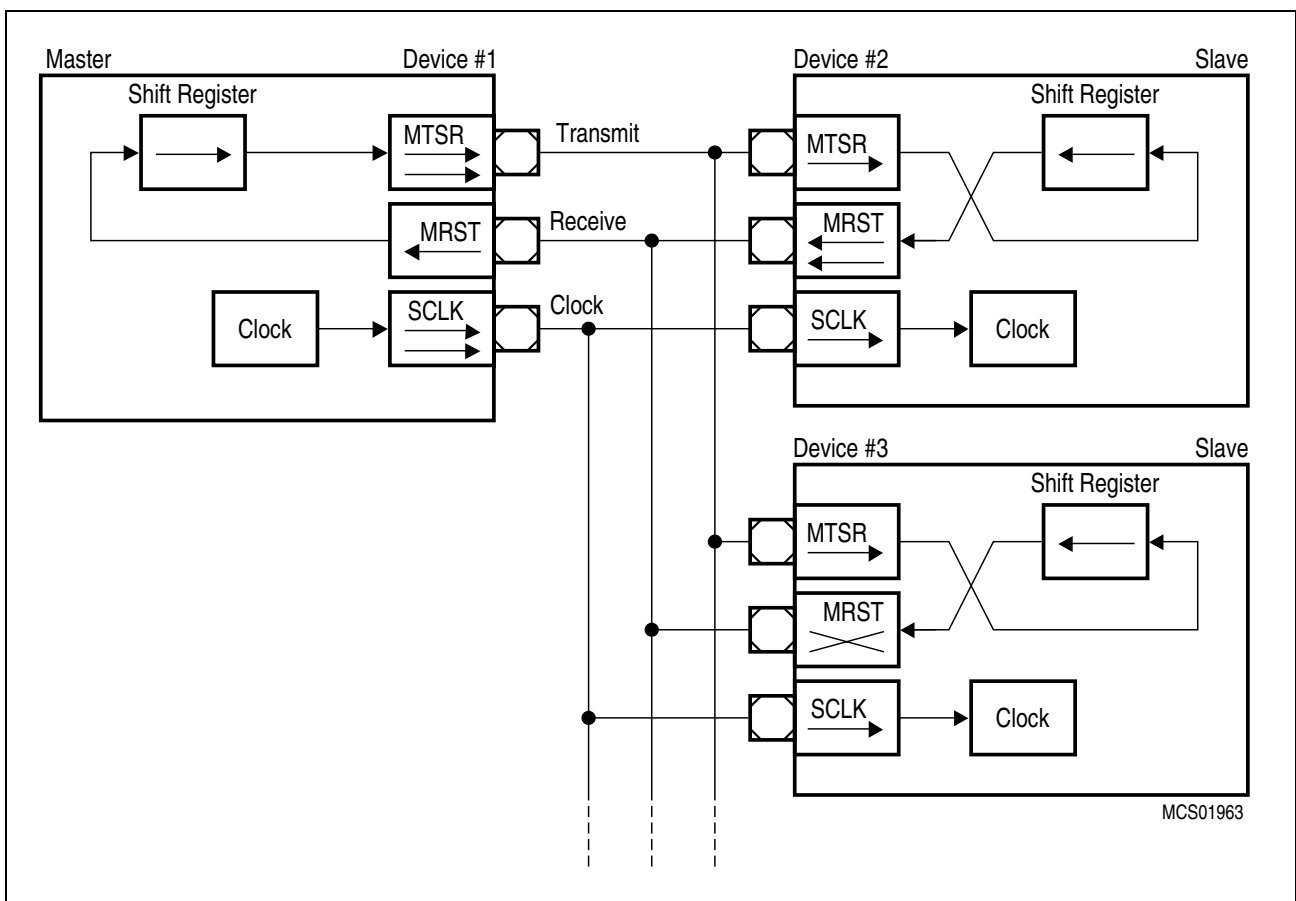 Master Device #1
Shift Register
MTSR
Transmit
MRST
Receive
Clock
SCLK
Clock
Device #2 Slave
Shift Register
MTSR
MRST
SCLK
Clock
Device #3 Slave
Shift Register
MTSR
MRST
SCLK
Clock
MCS01963